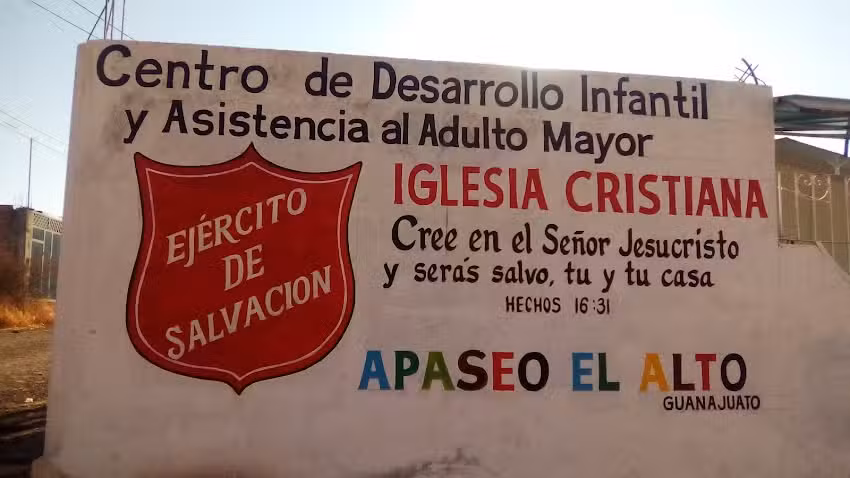 Centro de Desarrollo Infantil
y Asistencia al Adulto Mayor
EJÉRCITO
DE
SALVACION
IGLESIA CRISTIANA
Cree en el Señor Jesucristo
y serás salvo, tu y tu casa
HECHOS 16:31
APASEO EL ALTO
GUANAJUATO